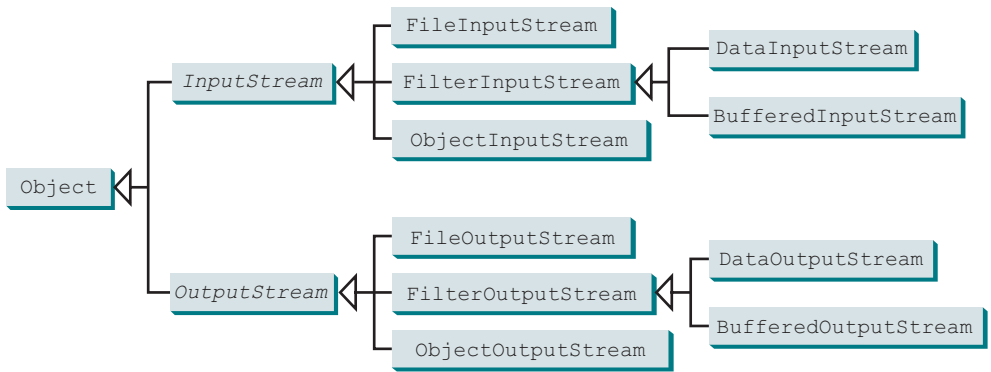 FileInputStream
DataInputStream
InputStream
FilterInputStream
BufferedInputStream
ObjectInputStream
Object
FileOutputStream
DataOutputStream
OutputStream
FilterOutputStream
BufferedOutputStream
ObjectOutputStream